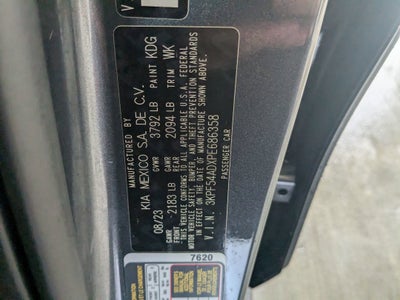 V
MANUFACTURED BY
KIA MEXICO S.A. DE C.V.
08/23 GVWR 3792 LB PAINT KDG
GAWR FRONT 2183 LB GAWR REAR 2094 LB TRIM WK
THIS VEHICLE CONFORMS TO ALL APPLICABLE U.S.A. FEDERAL
MOTOR VEHICLE SAFETY, BUMPER, AND THEFT PREVENTION STANDARDS
IN EFFECT ON THE DATE OF MANUFACTURE SHOWN ABOVE.
V.I.N. 3KPF54ADXPE686358
PASSENGER CAR
7620